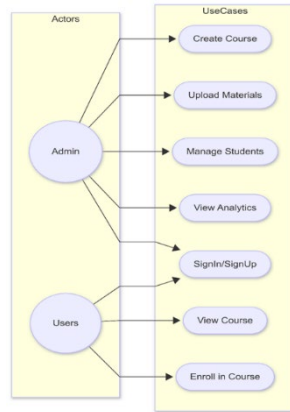 Actors
UseCases
Create Course
Upload Materials
Admin
Manage Students
View Analytics
SignIn/SignUp
Users
View Course
Enroll in Course